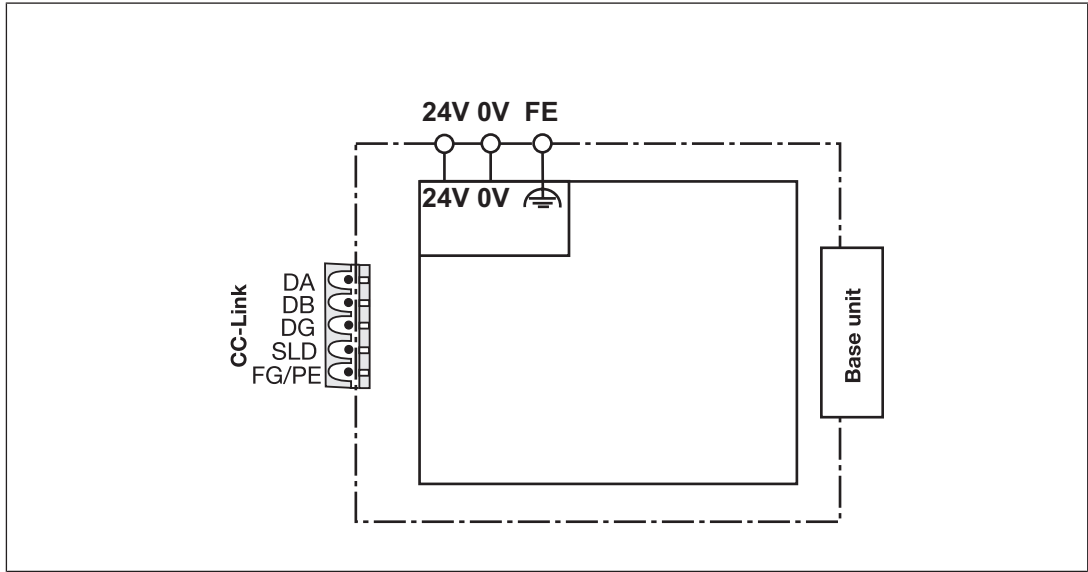 24V 0V FE
24V 0V
CC-Link
DA
DB
DG
SLD
FG/PE
Base unit